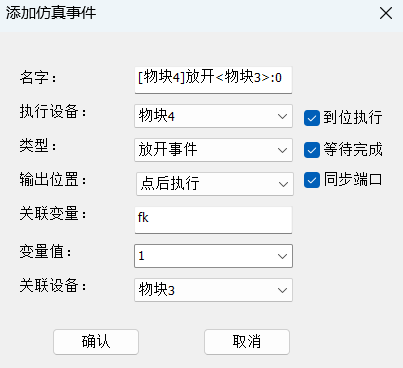 添加仿真事件
名字： [物块4]放开<物块3>:0
执行设备： 物块4 到位执行
类型： 放开事件 等待完成
输出位置： 点后执行 同步端口
关联变量： fk
变量值： 1
关联设备： 物块3
确认 取消